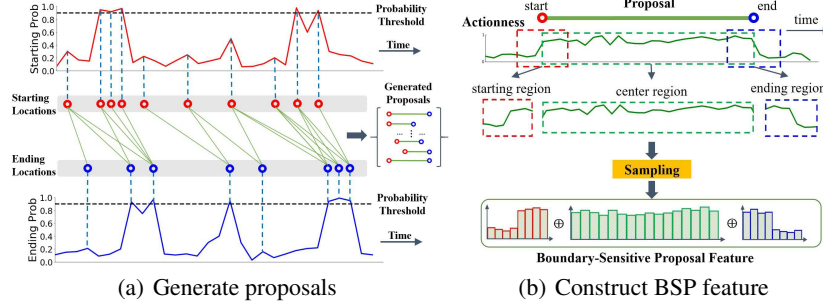 Starting Prob
1.0
0.8
0.6
0.4
0.2
0.0
Probability
Threshold
Time
Starting
Locations
Generated
Proposals
Ending
Locations
Ending Prob
1.0
0.8
0.6
0.4
0.2
0.0
Probability
Threshold
Time
(a) Generate proposals
start
Proposal
end
Actionness
time
1
0
starting region
center region
ending region
Sampling
⊕
⊕
Boundary-Sensitive Proposal Feature
(b) Construct BSP feature